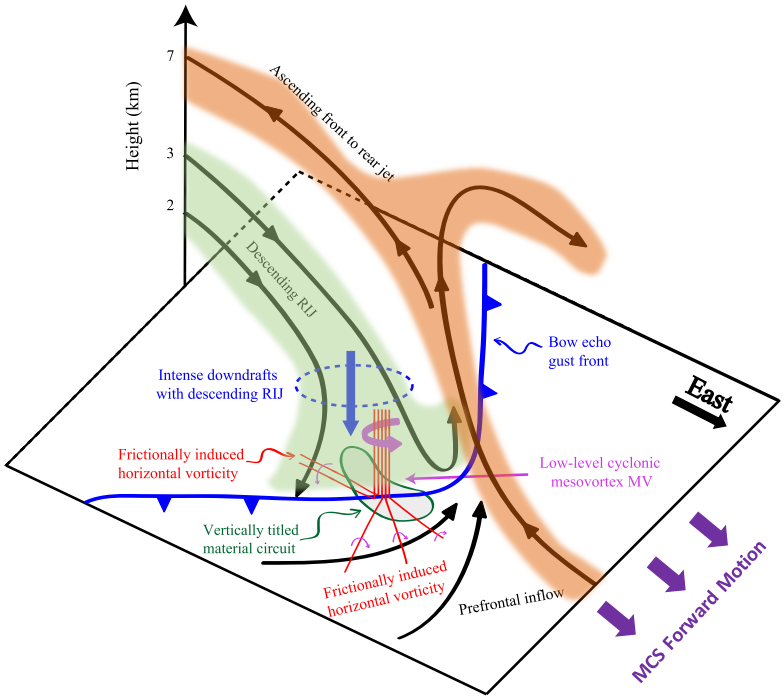 Height (km)
7
3
2
Ascending front to rear jet
Descending RIJ
Bow echo
gust front
East
Intense downdrafts
with descending RIJ
Frictionally induced
horizontal vorticity
Low-level cyclonic
mesovortex MV
Vertically titled
material circuit
Frictionally induced
horizontal vorticity
Prefrontal inflow
MCS Forward Motion